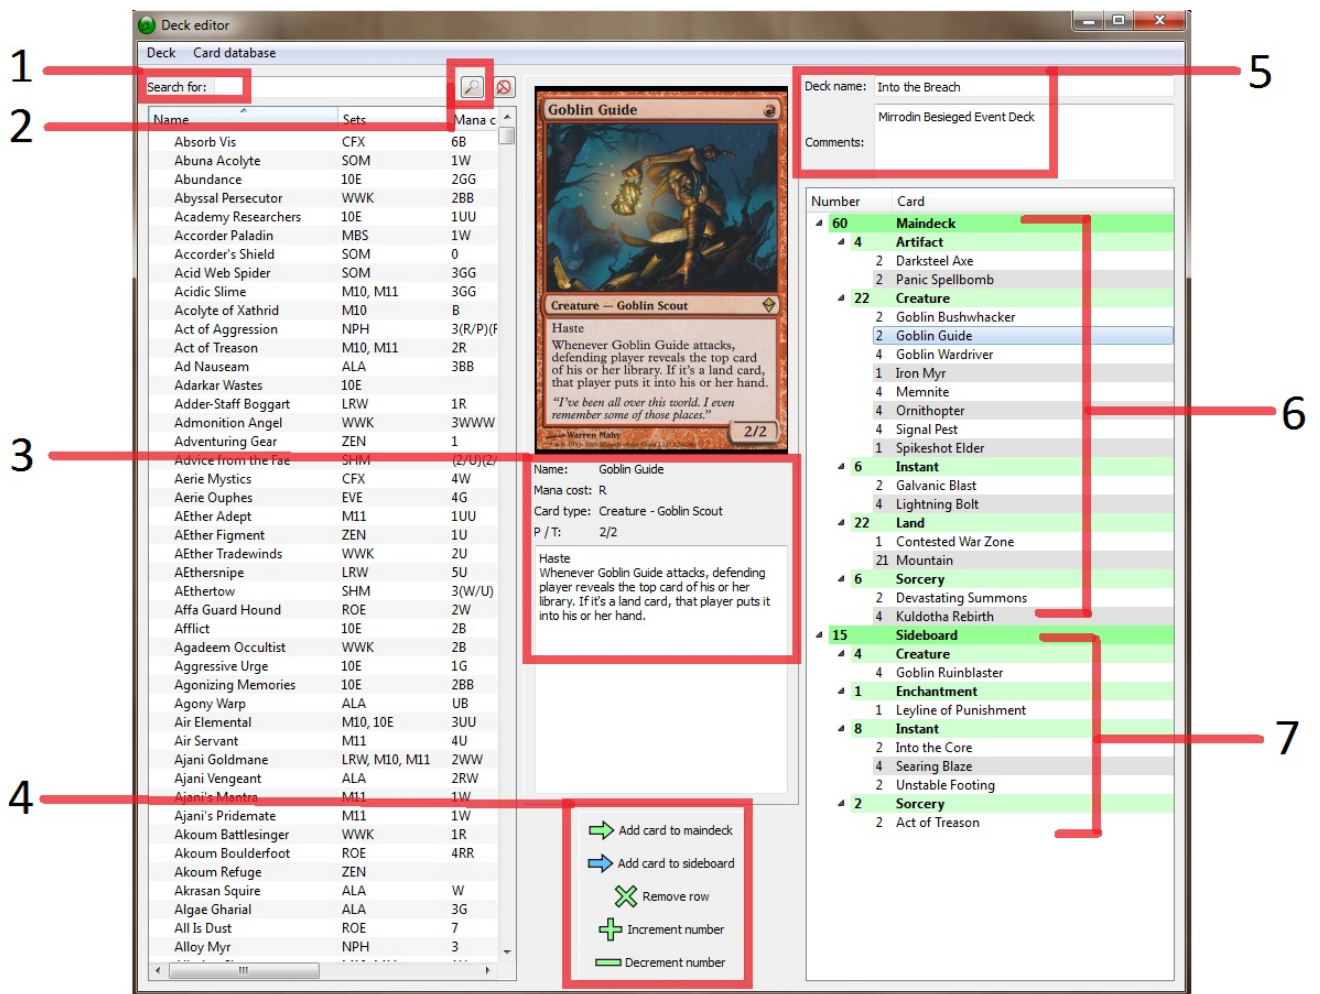 Deck editor
Deck Card database
1
Search for:
2
Name Sets Mana c
Absorb Vis CFX 6B
Abuna Acolyte SOM 1W
Abundance 10E 2GG
Abyssal Persecutor WWK 2BB
Academy Researchers 10E 1UU
Accorder Paladin MBS 1W
Accorder's Shield SOM 0
Acid Web Spider SOM 3GG
Acidic Slime M10, M11 3GG
Acolyte of Xathrid M10 B
Act of Aggression NPH 3(R/P)(F
Act of Treason M10, M11 2R
Ad Nauseam ALA 3BB
Adarkar Wastes 10E
Adder-Staff Boggart LRW 1R
Admonition Angel WWK 3WWW
Adventuring Gear ZEN 1
Advice from the Fae SHM (2/U)(2/
Aerie Mystics CFX 4W
Aerie Ouphes EVE 4G
AEther Adept M11 1UU
AEther Figment ZEN 1U
AEther Tradewinds WWK 2U
AEthersnipe LRW 5U
AEthertow SHM 3(W/U)
Affa Guard Hound ROE 2W
Afflict 10E 2B
Agadeem Occultist WWK 2B
Aggressive Urge 10E 1G
Agonizing Memories 10E 2BB
Agony Warp ALA UB
Air Elemental M10, 10E 3UU
Air Servant M11 4U
Ajani Goldmane LRW, M10, M11 2WW
Ajani Vengeant ALA 2RW
Ajani's Mantra M11 1W
Ajani's Pridemate M11 1W
Akoum Battlesinger WWK 1R
Akoum Boulderfoot ROE 4RR
Akoum Refuge ZEN
Akrasan Squire ALA W
Algae Gharial ALA 3G
All Is Dust ROE 7
Alloy Myr NPH 3
Goblin Guide
Creature — Goblin Scout
Haste
Whenever Goblin Guide attacks,
defending player reveals the top card
of his or her library. If it's a land card,
that player puts it into his or her hand.
"I've been all over this world. I even
remember some of those places."
Warren Mahy
2/2
3
Name: Goblin Guide
Mana cost: R
Card type: Creature - Goblin Scout
P / T: 2/2
Haste
Whenever Goblin Guide attacks, defending
player reveals the top card of his or her
library. If it's a land card, that player puts it
into his or her hand.
4
Add card to maindeck
Add card to sideboard
Remove row
Increment number
Decrement number
5
Deck name: Into the Breach
Comments: Mirrodin Besieged Event Deck
Number Card
60 Maindeck
4 Artifact
2 Darksteel Axe
2 Panic Spellbomb
22 Creature
2 Goblin Bushwhacker
2 Goblin Guide
4 Goblin Wardriver
1 Iron Myr
4 Memnite
4 Ornithopter
4 Signal Pest
1 Spikeshot Elder
6 Instant
2 Galvanic Blast
4 Lightning Bolt
22 Land
1 Contested War Zone
21 Mountain
6 Sorcery
2 Devastating Summons
4 Kuldotha Rebirth
6
15 Sideboard
4 Creature
4 Goblin Ruinblaster
1 Enchantment
1 Leyline of Punishment
8 Instant
2 Into the Core
4 Searing Blaze
2 Unstable Footing
2 Sorcery
2 Act of Treason
7